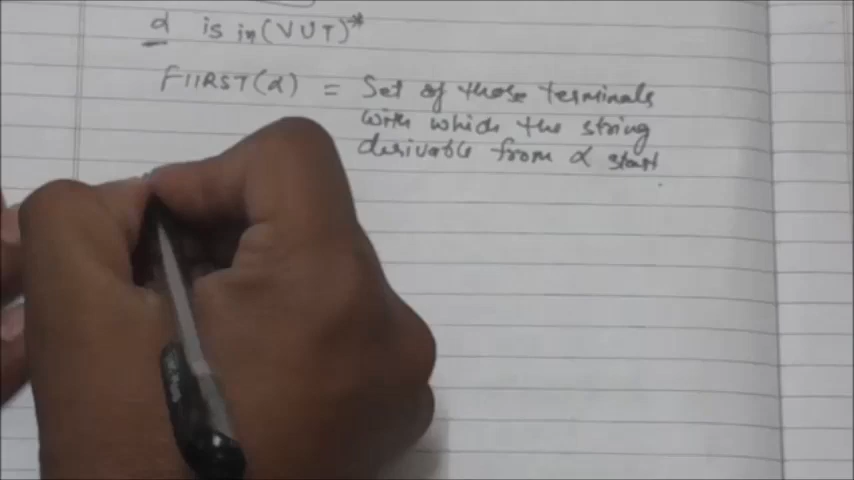 α is in (V U T)*
FIIRST(α) = Set of those terminals
with which the string
derivable from α start